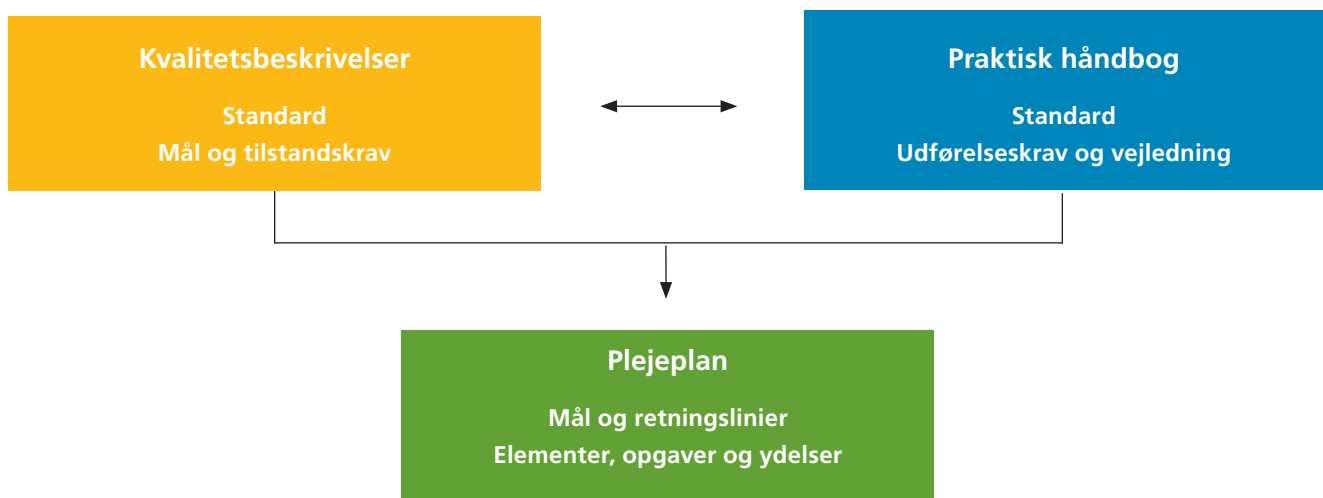 Kvalitetsbeskrivelser
Standard
Mål og tilstandskrav
Praktisk håndbog
Standard
Udførelseskrav og vejledning
Plejeplan
Mål og retningslinier
Elementer, opgaver og ydelser